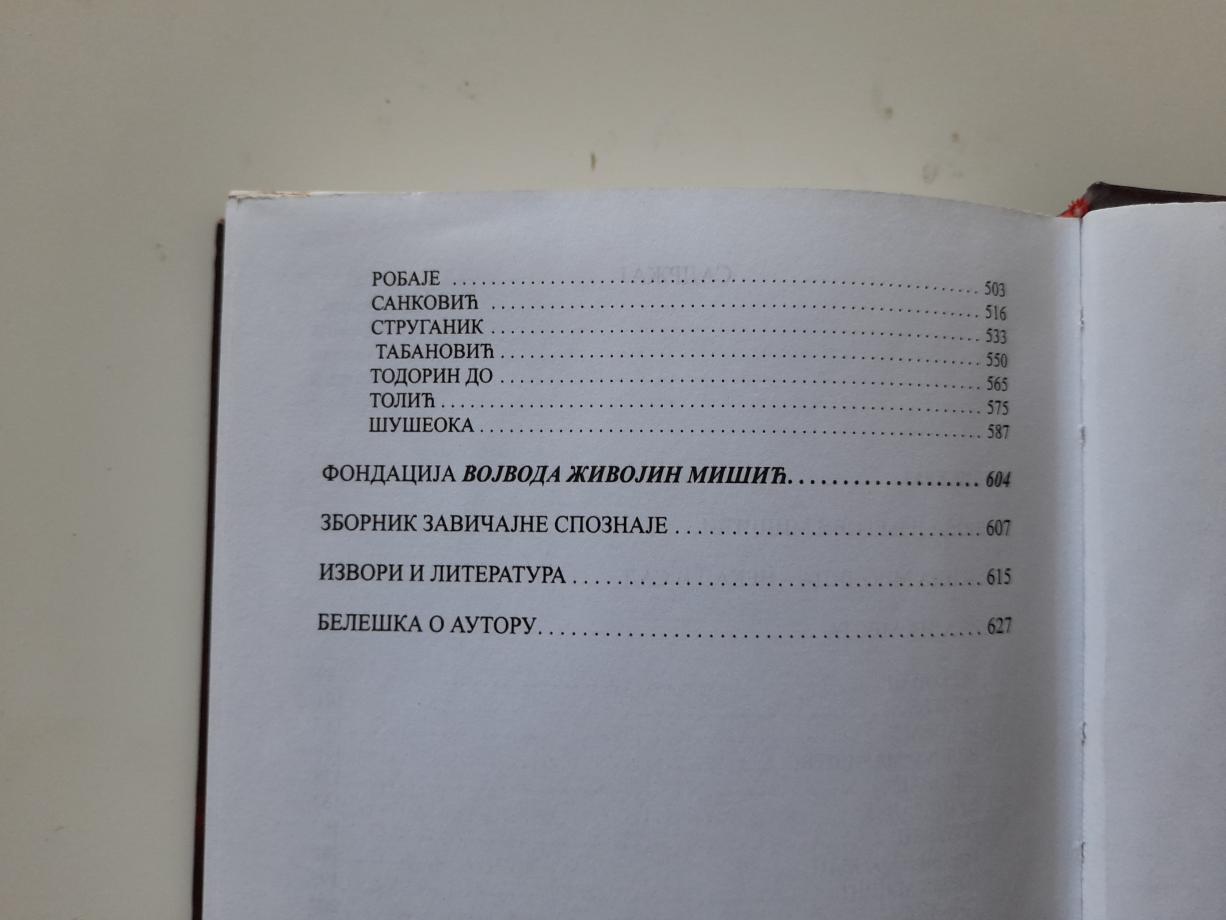 РОБАЈЕ ........................................ 503
САНКОВИЋ ........................................ 516
СТРУГАНИК ........................................ 533
ТАБАНОВИЋ ........................................ 550
ТОДОРИН ДО ........................................ 565
ТОЛИЋ ........................................ 575
ШУШЕОКА ........................................ 587
ФОНДАЦИЈА ВОЈВОДА ЖИВОЈИН МИШИЋ .................... 604
ЗБОРНИК ЗАВИЧАЈНЕ СПОЗНАЈЕ ........................ 607
ИЗВОРИ И ЛИТЕРАТУРА .............................. 615
БЕЛЕШКА О АУТОРУ ................................ 627